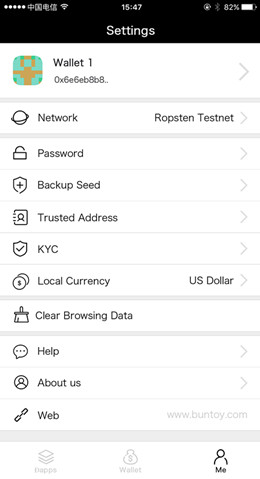 中国电信
15:47
82%
Settings
Wallet 1
0x6e6eb8b8..
Network
Ropsten Testnet
Password
Backup Seed
Trusted Address
KYC
Local Currency
US Dollar
Clear Browsing Data
Help
About us
Web
www.buntoy.com
Wallet
Me